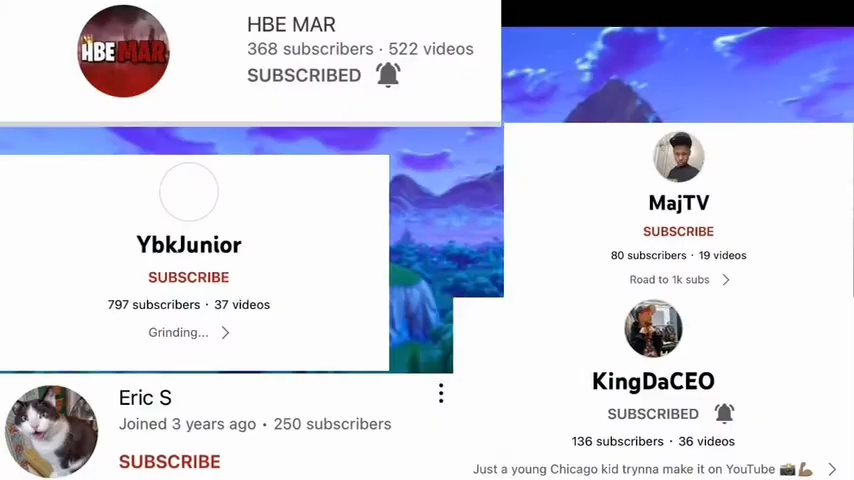 HBE MAR
HBE MAR
368 subscribers · 522 videos
SUBSCRIBED
YbkJunior
SUBSCRIBE
797 subscribers · 37 videos
Grinding...
Eric S
Joined 3 years ago · 250 subscribers
SUBSCRIBE
MajTV
SUBSCRIBE
80 subscribers · 19 videos
Road to 1k subs
KingDaCEO
SUBSCRIBED
136 subscribers · 36 videos
Just a young Chicago kid trynna make it on YouTube 📸💪🏽